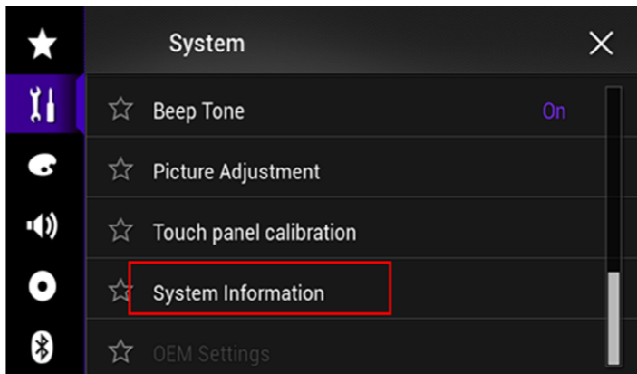 System
Beep Tone On
Picture Adjustment
Touch panel calibration
System Information
OEM Settings